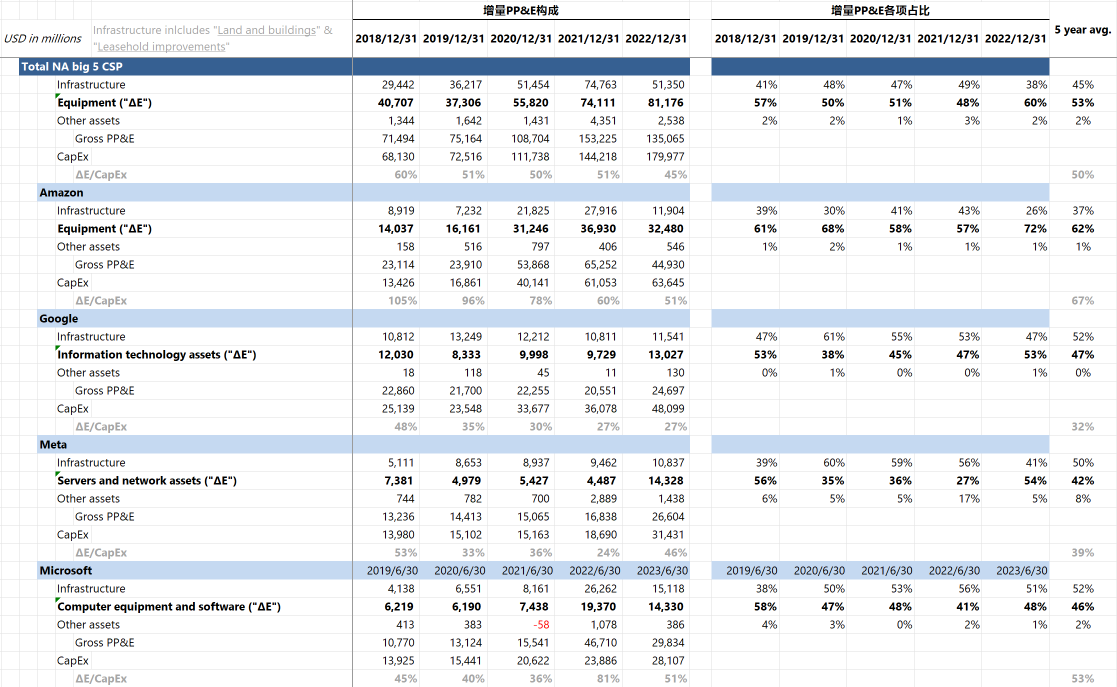 增量PP&E构成 增量PP&E各项占比
USD in millions Infrastructure inlcludes "Land and buildings" & "Leasehold improvements" 2018/12/31 2019/12/31 2020/12/31 2021/12/31 2022/12/31 2018/12/31 2019/12/31 2020/12/31 2021/12/31 2022/12/31 5 year avg.
Total NA big 5 CSP
Infrastructure 29,442 36,217 51,454 74,763 51,350 41% 48% 47% 49% 38% 45%
Equipment ("ΔE") 40,707 37,306 55,820 74,111 81,176 57% 50% 51% 48% 60% 53%
Other assets 1,344 1,642 1,431 4,351 2,538 2% 2% 1% 3% 2% 2%
Gross PP&E 71,494 75,164 108,704 153,225 135,065
CapEx 68,130 72,516 111,738 144,218 179,977
ΔE/CapEx 60% 51% 50% 51% 45% 50%
Amazon
Infrastructure 8,919 7,232 21,825 27,916 11,904 39% 30% 41% 43% 26% 37%
Equipment ("ΔE") 14,037 16,161 31,246 36,930 32,480 61% 68% 58% 57% 72% 62%
Other assets 158 516 797 406 546 1% 2% 1% 1% 1% 1%
Gross PP&E 23,114 23,910 53,868 65,252 44,930
CapEx 13,426 16,861 40,141 61,053 63,645
ΔE/CapEx 105% 96% 78% 60% 51% 67%
Google
Infrastructure 10,812 13,249 12,212 10,811 11,541 47% 61% 55% 53% 47% 52%
Information technology assets ("ΔE") 12,030 8,333 9,998 9,729 13,027 53% 38% 45% 47% 53% 47%
Other assets 18 118 45 11 130 0% 1% 0% 0% 1% 0%
Gross PP&E 22,860 21,700 22,255 20,551 24,697
CapEx 25,139 23,548 33,677 36,078 48,099
ΔE/CapEx 48% 35% 30% 27% 27% 32%
Meta
Infrastructure 5,111 8,653 8,937 9,462 10,837 39% 60% 59% 56% 41% 50%
Servers and network assets ("ΔE") 7,381 4,979 5,427 4,487 14,328 56% 35% 36% 27% 54% 42%
Other assets 744 782 700 2,889 1,438 6% 5% 5% 17% 5% 8%
Gross PP&E 13,236 14,413 15,065 16,838 26,604
CapEx 13,980 15,102 15,163 18,690 31,431
ΔE/CapEx 53% 33% 36% 24% 46% 39%
Microsoft 2019/6/30 2020/6/30 2021/6/30 2022/6/30 2023/6/30 2019/6/30 2020/6/30 2021/6/30 2022/6/30 2023/6/30
Infrastructure 4,138 6,551 8,161 26,262 15,118 38% 50% 53% 56% 51% 52%
Computer equipment and software ("ΔE") 6,219 6,190 7,438 19,370 14,330 58% 47% 48% 41% 48% 46%
Other assets 413 383 -58 1,078 386 4% 3% 0% 2% 1% 2%
Gross PP&E 10,770 13,124 15,541 46,710 29,834
CapEx 13,925 15,441 20,622 23,886 28,107
ΔE/CapEx 45% 40% 36% 81% 51% 53%